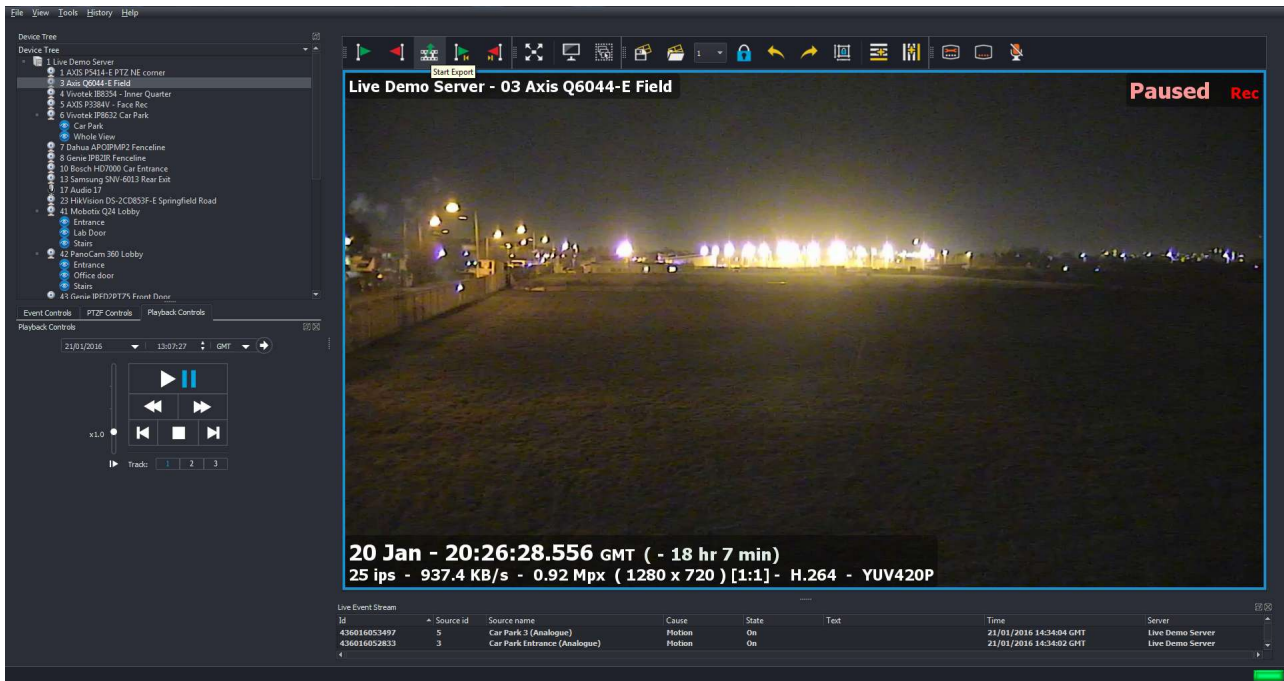 File View Tools History Help
Device Tree
Device Tree
1 Live Demo Server
1 AXIS P5414-E PTZ NE corner
3 Axis Q6044-E Field
4 Vivotek IB8354 - Inner Quarter
5 AXIS P3384V - Face Rec
6 Vivotek IP8632 Car Park
Car Park
Whole View
7 Dahua APOIPMP2 Fenceline
8 Genie IPB2IR Fenceline
10 Bosch HD7000 Car Entrance
13 Samsung SNV-6013 Rear Exit
17 Audio 17
23 HikVision DS-2CD853F-E Springfield Road
41 Mobotix Q24 Lobby
Entrance
Lab Door
Stairs
42 PanoCam 360 Lobby
Entrance
Office door
Stairs
43 Genie IPFD2PTZ5 Front Door
Event Controls PTZF Controls Playback Controls
Playback Controls
21/01/2016 13:07:27 GMT
x1.0
Track: 1 2 3
1
Start Export
Live Demo Server - 03 Axis Q6044-E Field
Paused Rec
20 Jan - 20:26:28.556 GMT ( - 18 hr 7 min)
25 ips - 937.4 KB/s - 0.92 Mpx ( 1280 x 720 ) [1:1] - H.264 - YUV420P
Live Event Stream
Id Source id Source name Cause State Text Time Server
436016053497 5 Car Park 3 (Analogue) Motion On 21/01/2016 14:34:04 GMT Live Demo Server
436016052833 3 Car Park Entrance (Analogue) Motion On 21/01/2016 14:34:02 GMT Live Demo Server